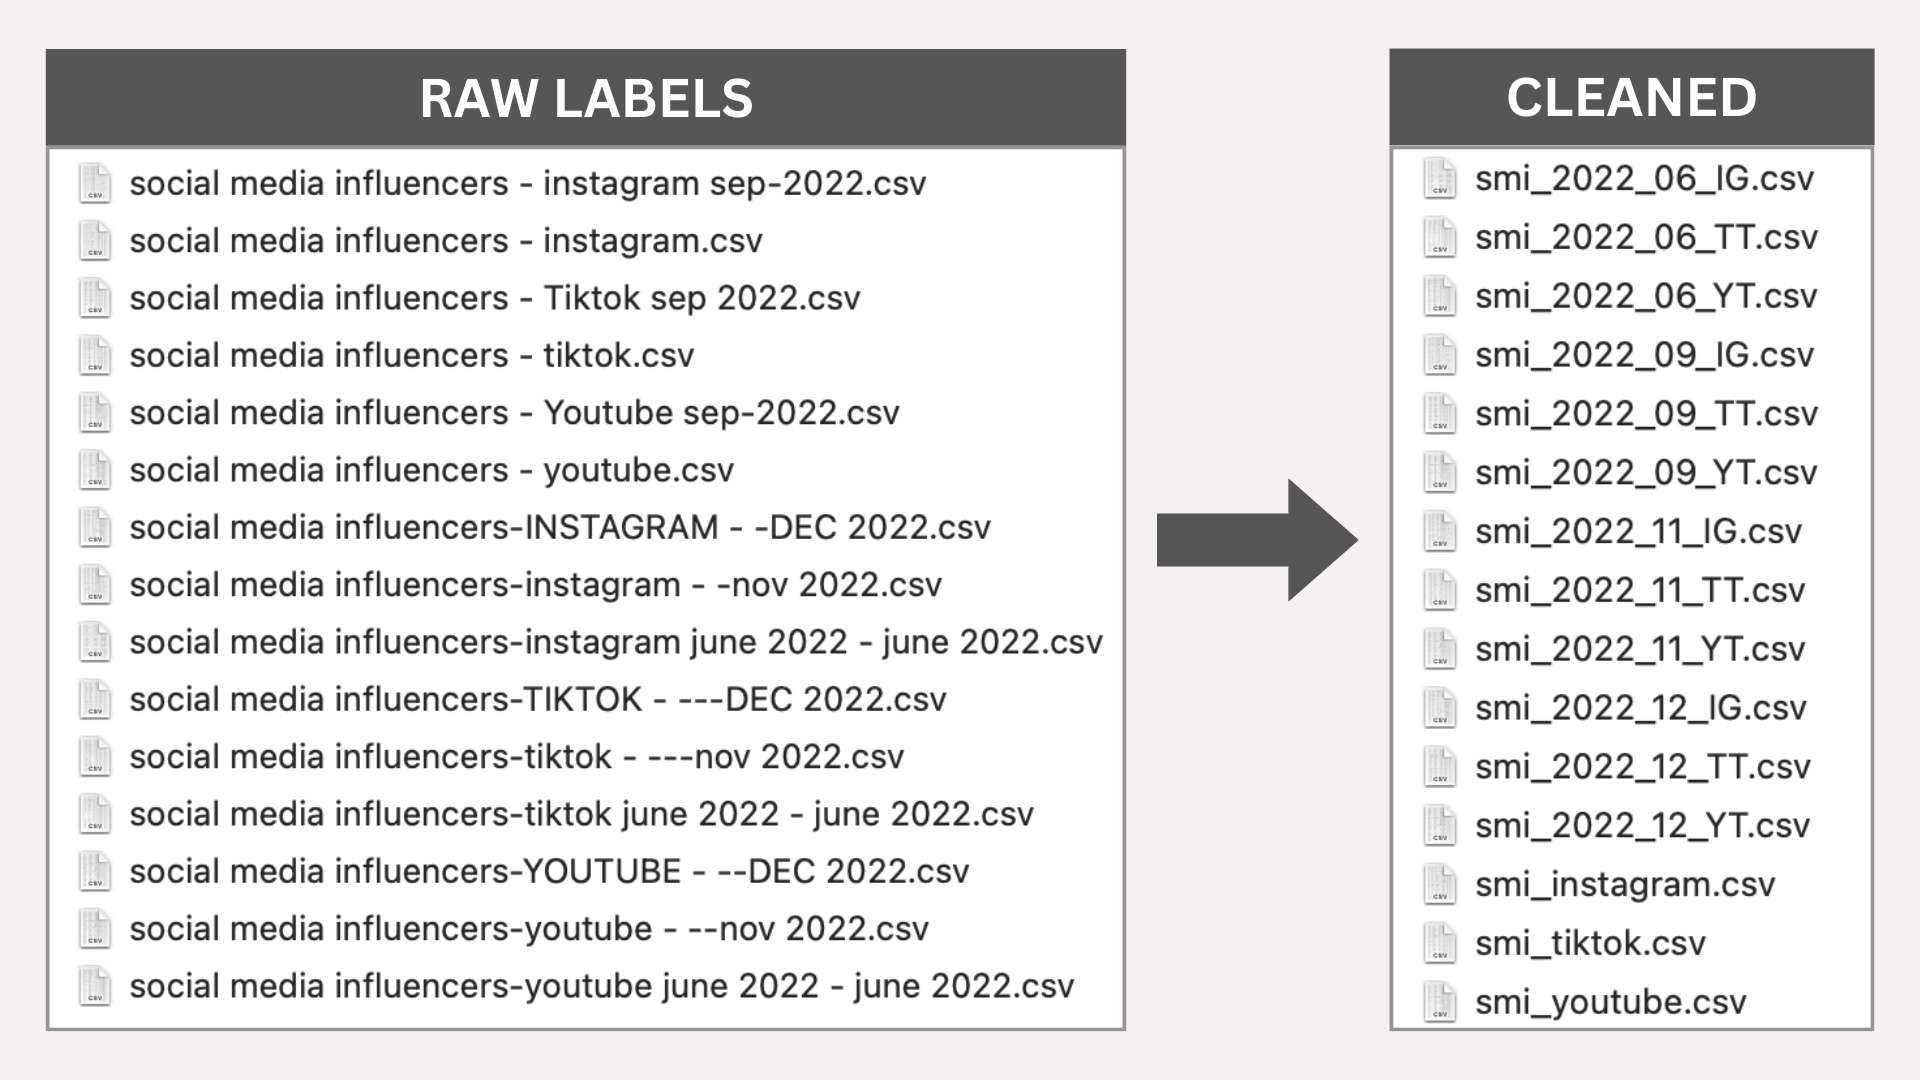 RAW LABELS
social media influencers - instagram sep-2022.csv
social media influencers - instagram.csv
social media influencers - Tiktok sep 2022.csv
social media influencers - tiktok.csv
social media influencers - Youtube sep-2022.csv
social media influencers - youtube.csv
social media influencers-INSTAGRAM - -DEC 2022.csv
social media influencers-instagram - -nov 2022.csv
social media influencers-instagram june 2022 - june 2022.csv
social media influencers-TIKTOK - ---DEC 2022.csv
social media influencers-tiktok - ---nov 2022.csv
social media influencers-tiktok june 2022 - june 2022.csv
social media influencers-YOUTUBE - --DEC 2022.csv
social media influencers-youtube - --nov 2022.csv
social media influencers-youtube june 2022 - june 2022.csv
CLEANED
smi_2022_06_IG.csv
smi_2022_06_TT.csv
smi_2022_06_YT.csv
smi_2022_09_IG.csv
smi_2022_09_TT.csv
smi_2022_09_YT.csv
smi_2022_11_IG.csv
smi_2022_11_TT.csv
smi_2022_11_YT.csv
smi_2022_12_IG.csv
smi_2022_12_TT.csv
smi_2022_12_YT.csv
smi_instagram.csv
smi_tiktok.csv
smi_youtube.csv